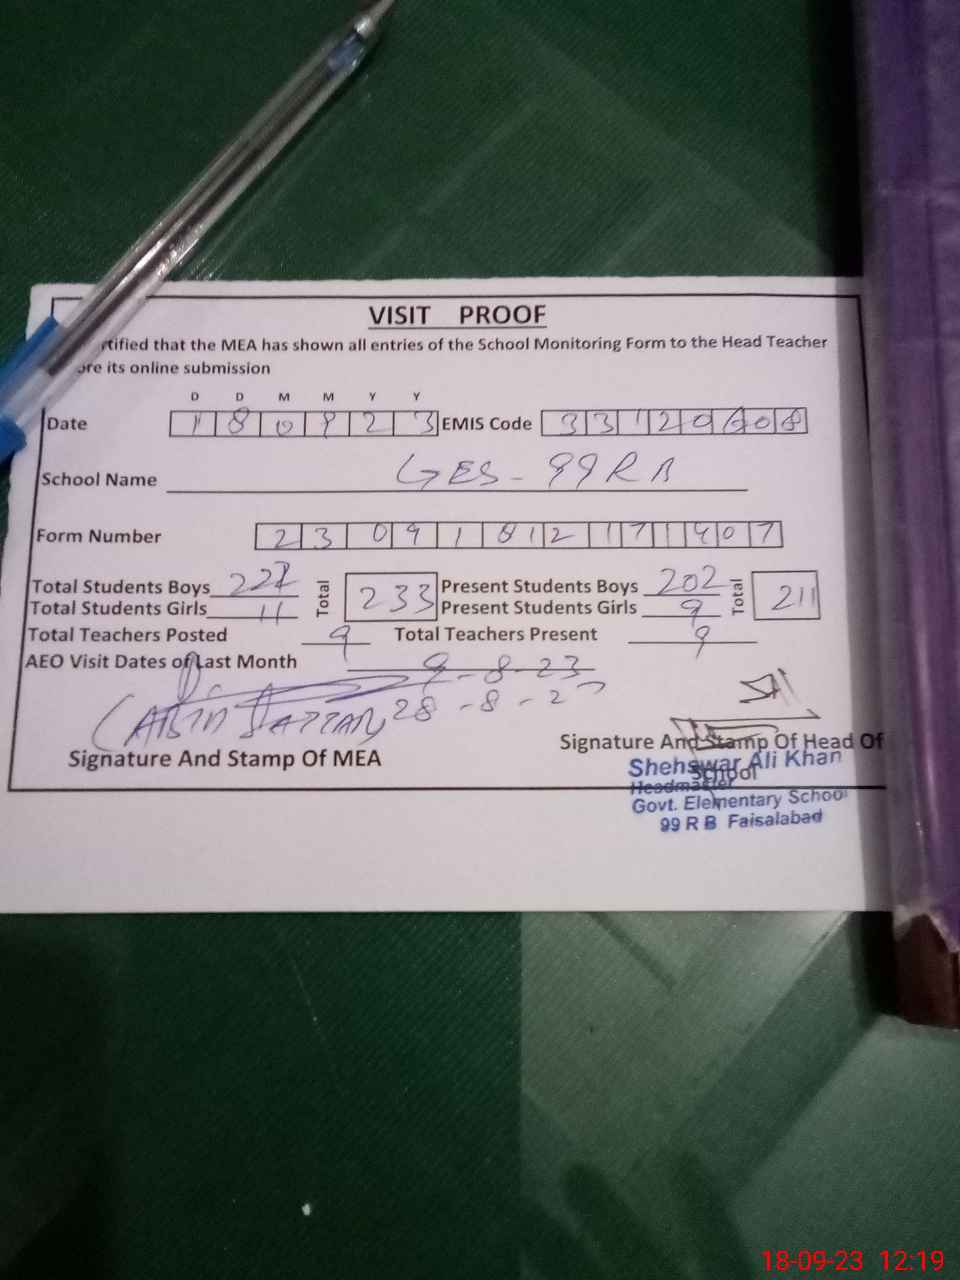 VISIT PROOF
rtified that the MEA has shown all entries of the School Monitoring Form to the Head Teacher
ore its online submission
D D M M Y Y
Date 1 8 0 9 2 3 EMIS Code 3 3 1 2 0 6 0 8
School Name GES - 99 R B
Form Number 2 3 0 9 1 8 1 2 1 7 1 4 0 7
Total Students Boys 222 Total 233 Present Students Boys 202 Total 211
Total Students Girls 11 Present Students Girls 9
Total Teachers Posted 9 Total Teachers Present 9
AEO Visit Dates of Last Month 9-8-23
28-8-23
Signature And Stamp Of MEA
Signature And Stamp Of Head Of
School
Shehswar Ali Khan
Headmaster
Govt. Elementary School
99 R B Faisalabad
18-09-23 12:19